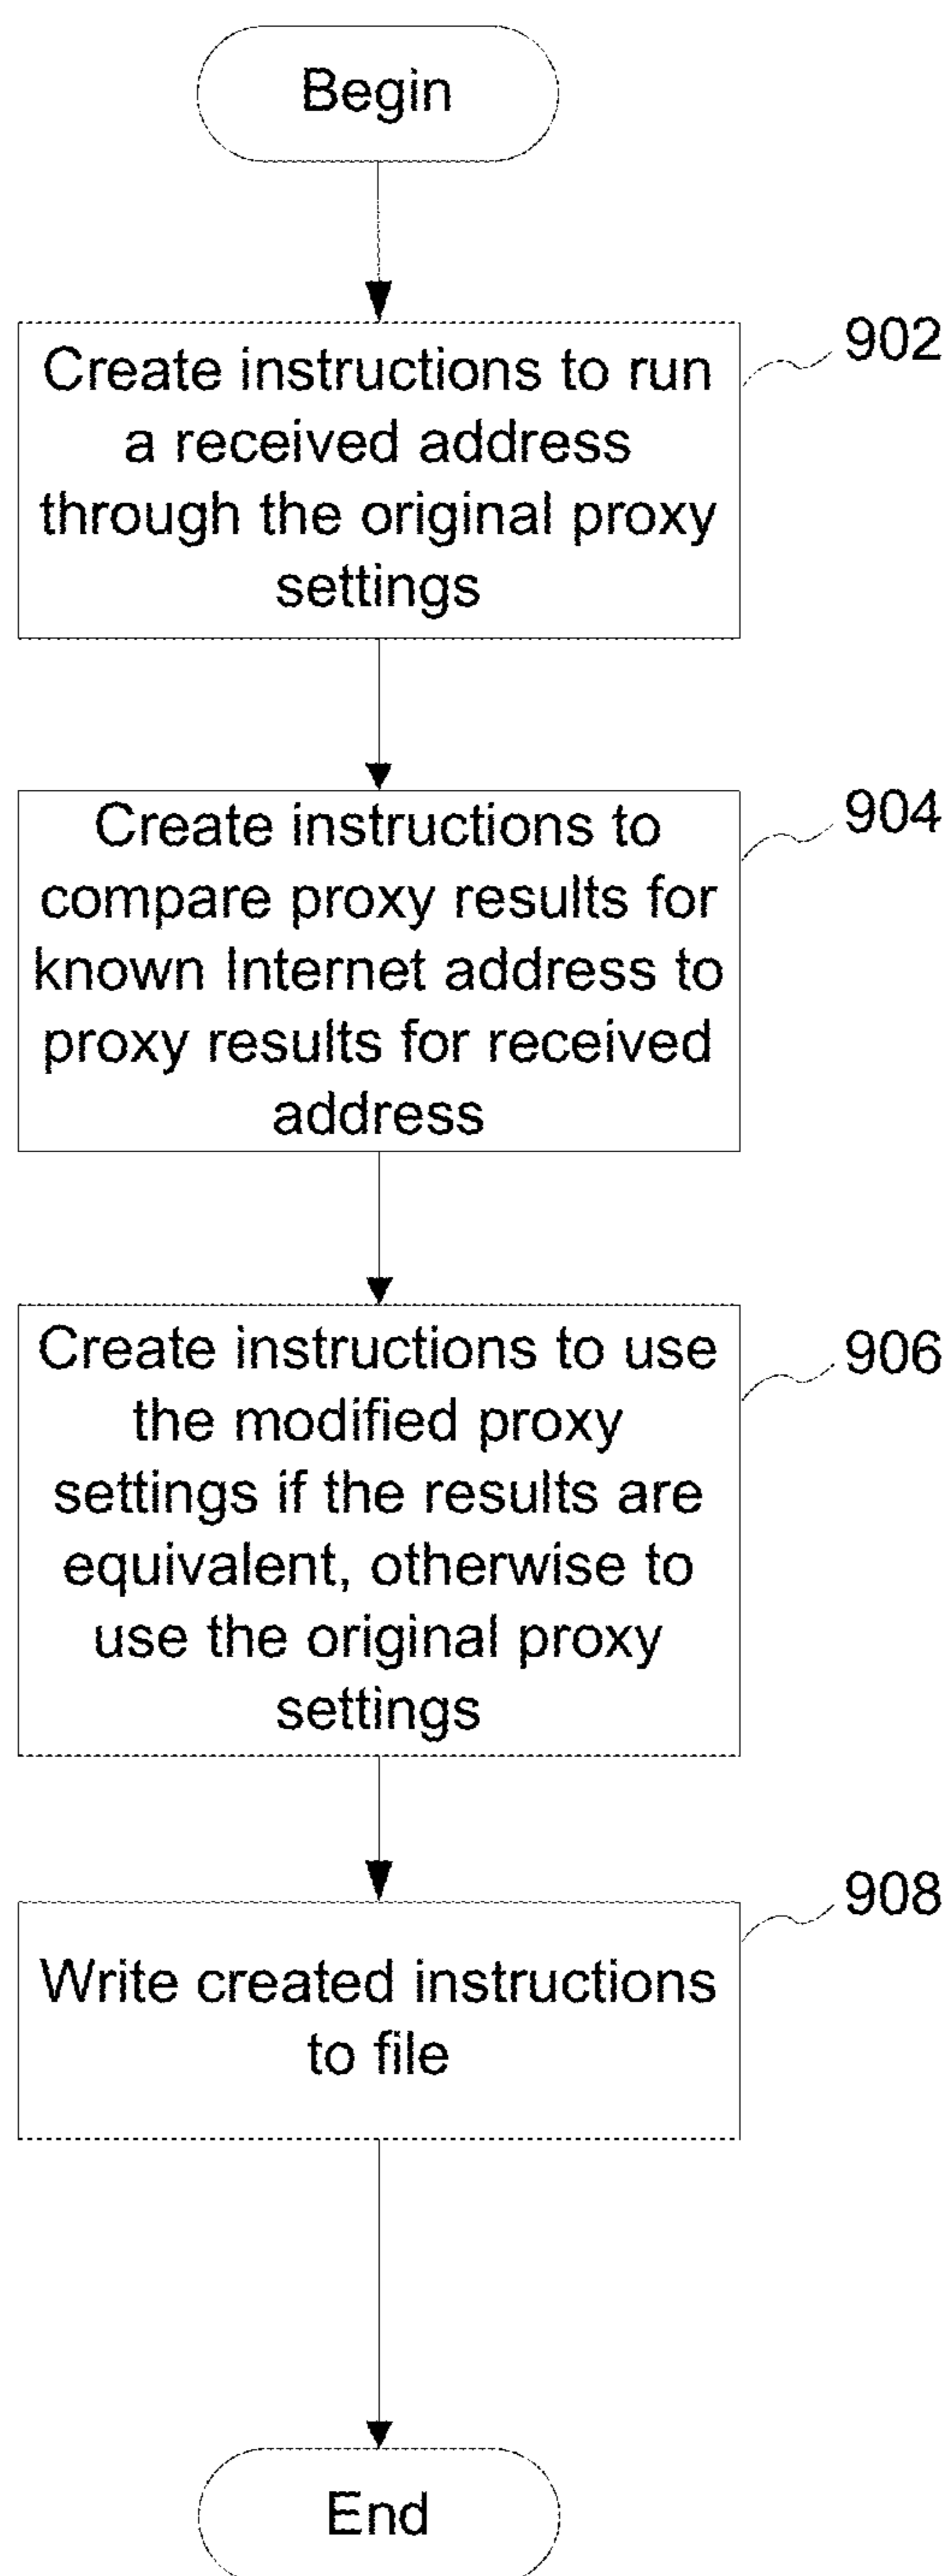 Begin
902
Create instructions to run
a received address
through the original proxy
settings
904
Create instructions to
compare proxy results for
known Internet address to
proxy results for received
address
906
Create instructions to use
the modified proxy
settings if the results are
equivalent, otherwise to
use the original proxy
settings
908
Write created instructions
to file
End